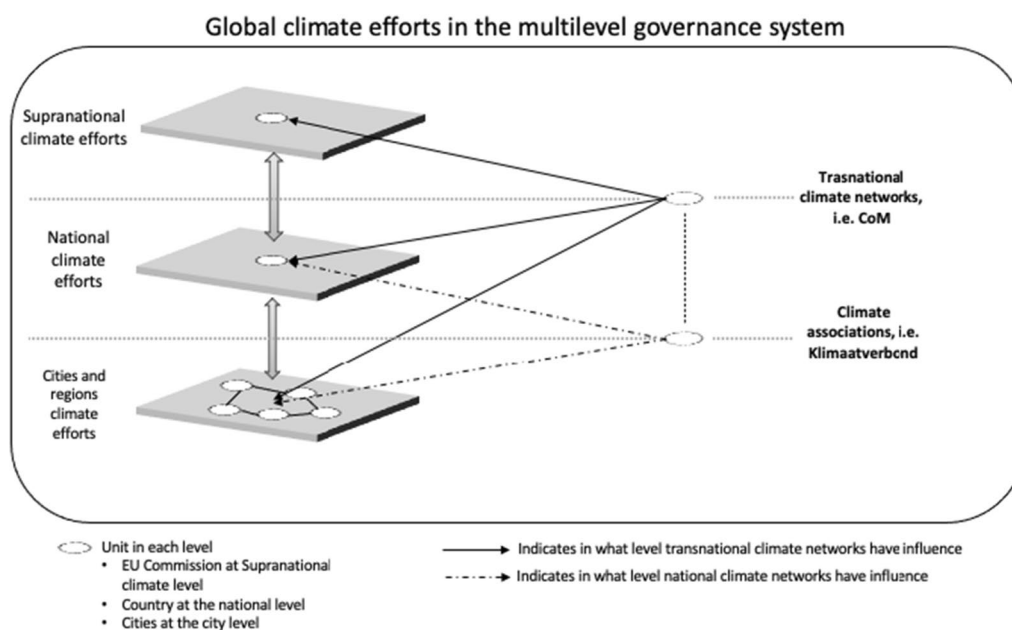 Global climate efforts in the multilevel governance system
Supranational
climate efforts
National
climate
efforts
Cities and
regions
climate
efforts
Trasnational
climate networks,
i.e. CoM
Climate
associations, i.e.
Klimaatverbcnd
Unit in each level
• EU Commission at Supranational
climate level
• Country at the national level
• Cities at the city level
Indicates in what level transnational climate networks have influence
Indicates in what level national climate networks have influence